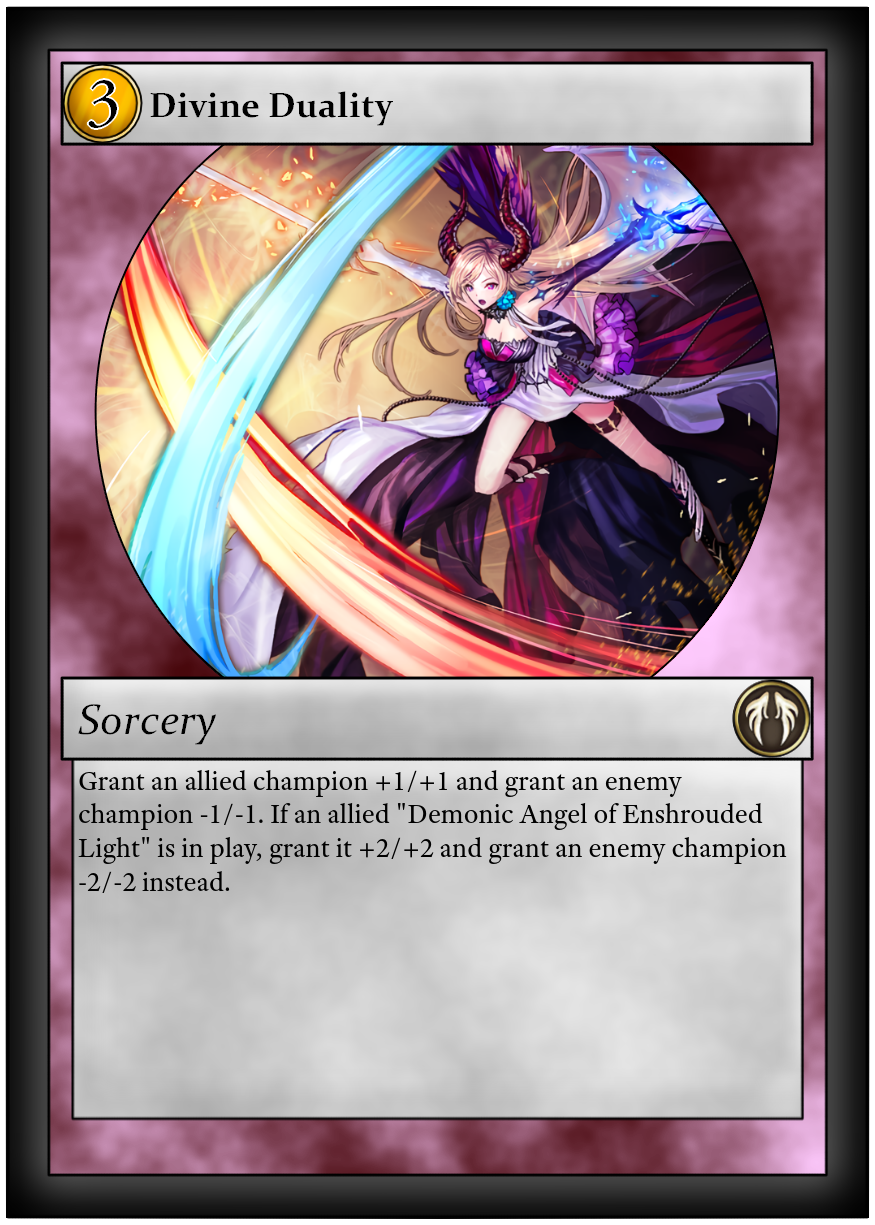 3 Divine Duality
Sorcery
Grant an allied champion +1/+1 and grant an enemy
champion -1/-1. If an allied "Demonic Angel of Enshrouded
Light" is in play, grant it +2/+2 and grant an enemy champion
-2/-2 instead.